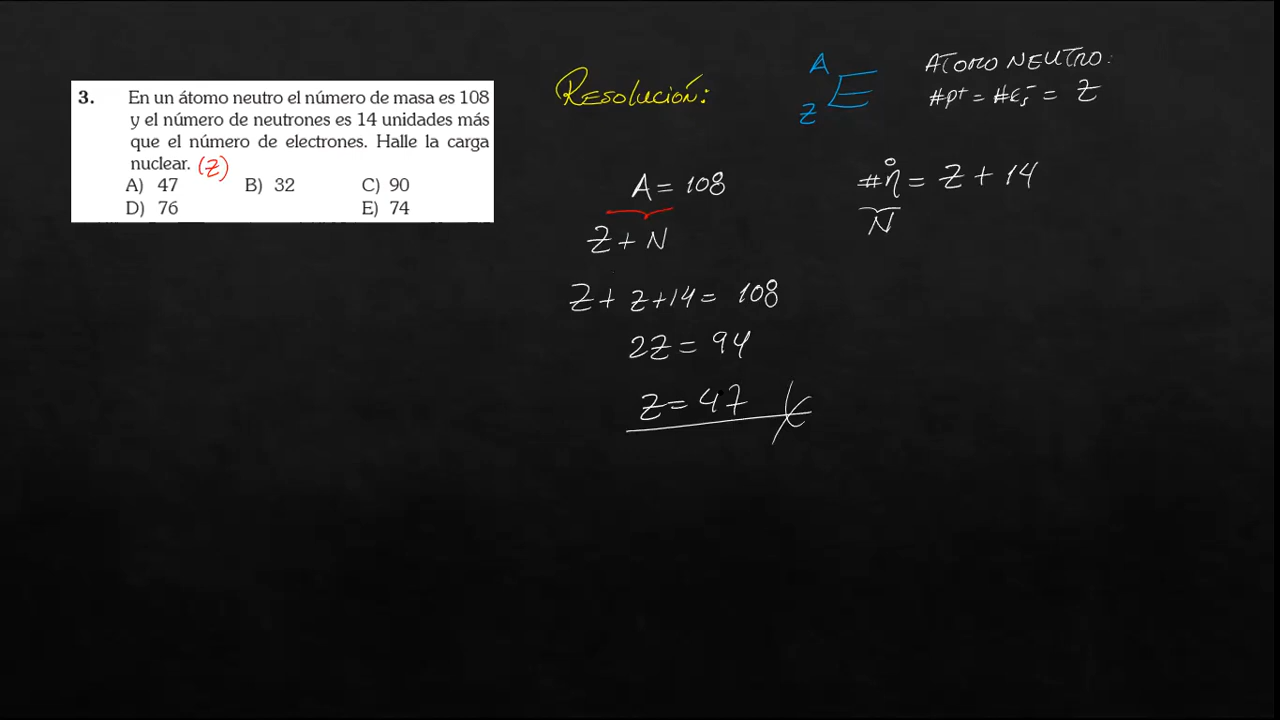 3. En un átomo neutro el número de masa es 108
y el número de neutrones es 14 unidades más
que el número de electrones. Halle la carga
nuclear. (Z)
A) 47 B) 32 C) 90
D) 76 E) 74
RESOLUCIÓN:
A
E
Z
ATOMO NEUTRO:
#p+ = #es- = Z
A = 108
Z + N
#n° = Z + 14
N
Z + Z + 14 = 108
2Z = 94
Z = 47